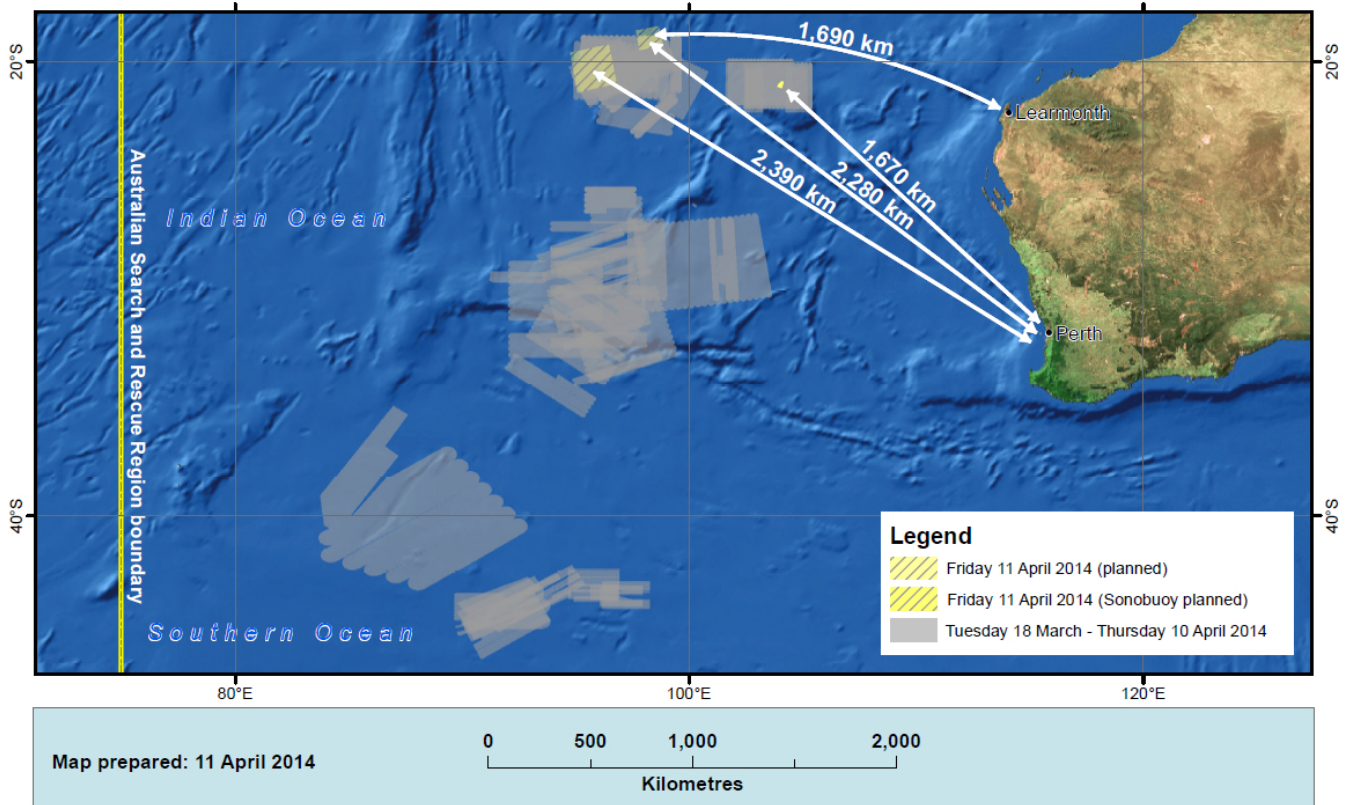 1,690 km
20°S
20°S
Learmonth
Australian Search and Rescue Region boundary
Indian Ocean
1,670 km
2,280 km
2,390 km
Perth
40°S
40°S
Legend
Friday 11 April 2014 (planned)
Friday 11 April 2014 (Sonobuoy planned)
Tuesday 18 March - Thursday 10 April 2014
Southern Ocean
80°E
100°E
120°E
Map prepared: 11 April 2014
0 500 1,000 2,000
Kilometres